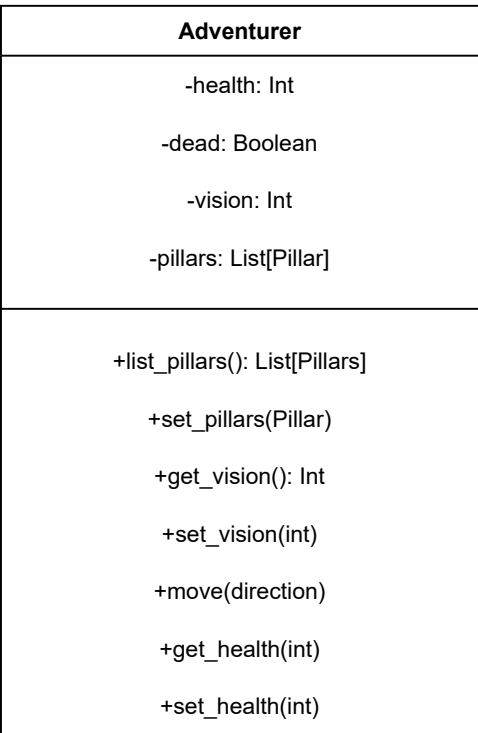 Adventurer
-health: Int
-dead: Boolean
-vision: Int
-pillars: List[Pillar]
+list_pillars(): List[Pillars]
+set_pillars(Pillar)
+get_vision(): Int
+set_vision(int)
+move(direction)
+get_health(int)
+set_health(int)